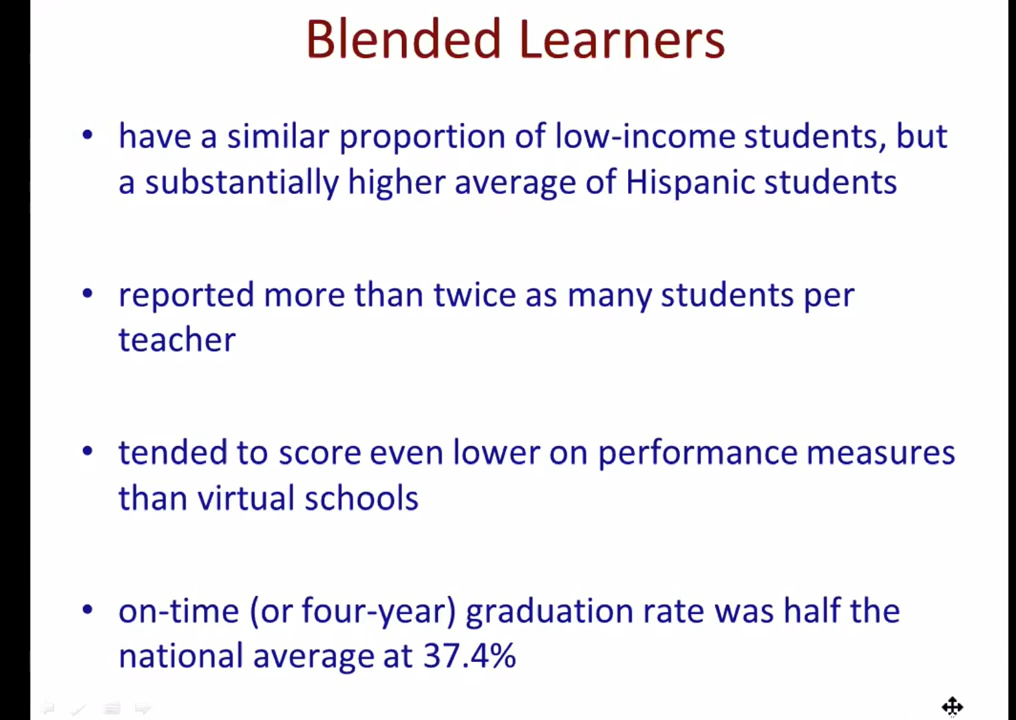 Blended Learners
• have a similar proportion of low-income students, but
a substantially higher average of Hispanic students
• reported more than twice as many students per
teacher
• tended to score even lower on performance measures
than virtual schools
• on-time (or four-year) graduation rate was half the
national average at 37.4%